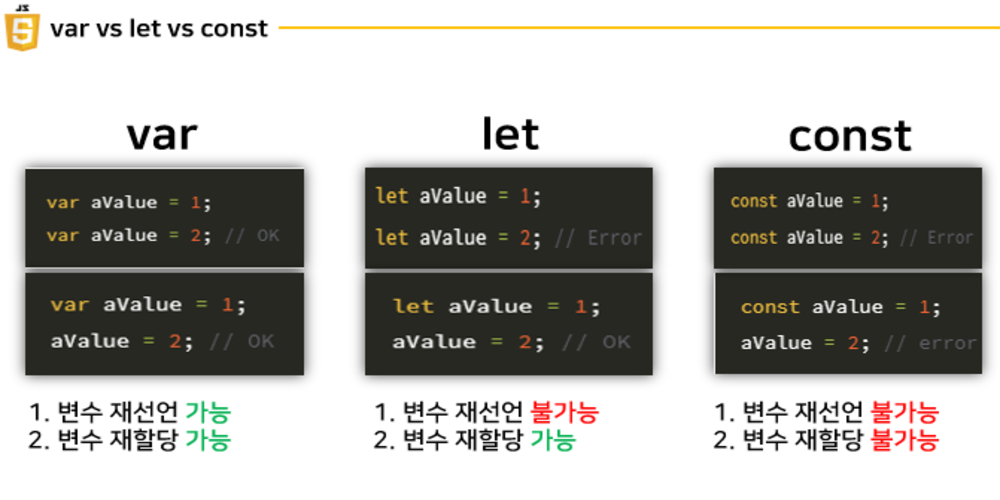 JS
5
var vs let vs const
var
var aValue = 1;
var aValue = 2; // OK
var aValue = 1;
aValue = 2; // OK
1. 변수 재선언 가능
2. 변수 재할당 가능
let
let aValue = 1;
let aValue = 2; // Error
let aValue = 1;
aValue = 2; // OK
1. 변수 재선언 불가능
2. 변수 재할당 가능
const
const aValue = 1;
const aValue = 2; // Error
const aValue = 1;
aValue = 2; // error
1. 변수 재선언 불가능
2. 변수 재할당 불가능